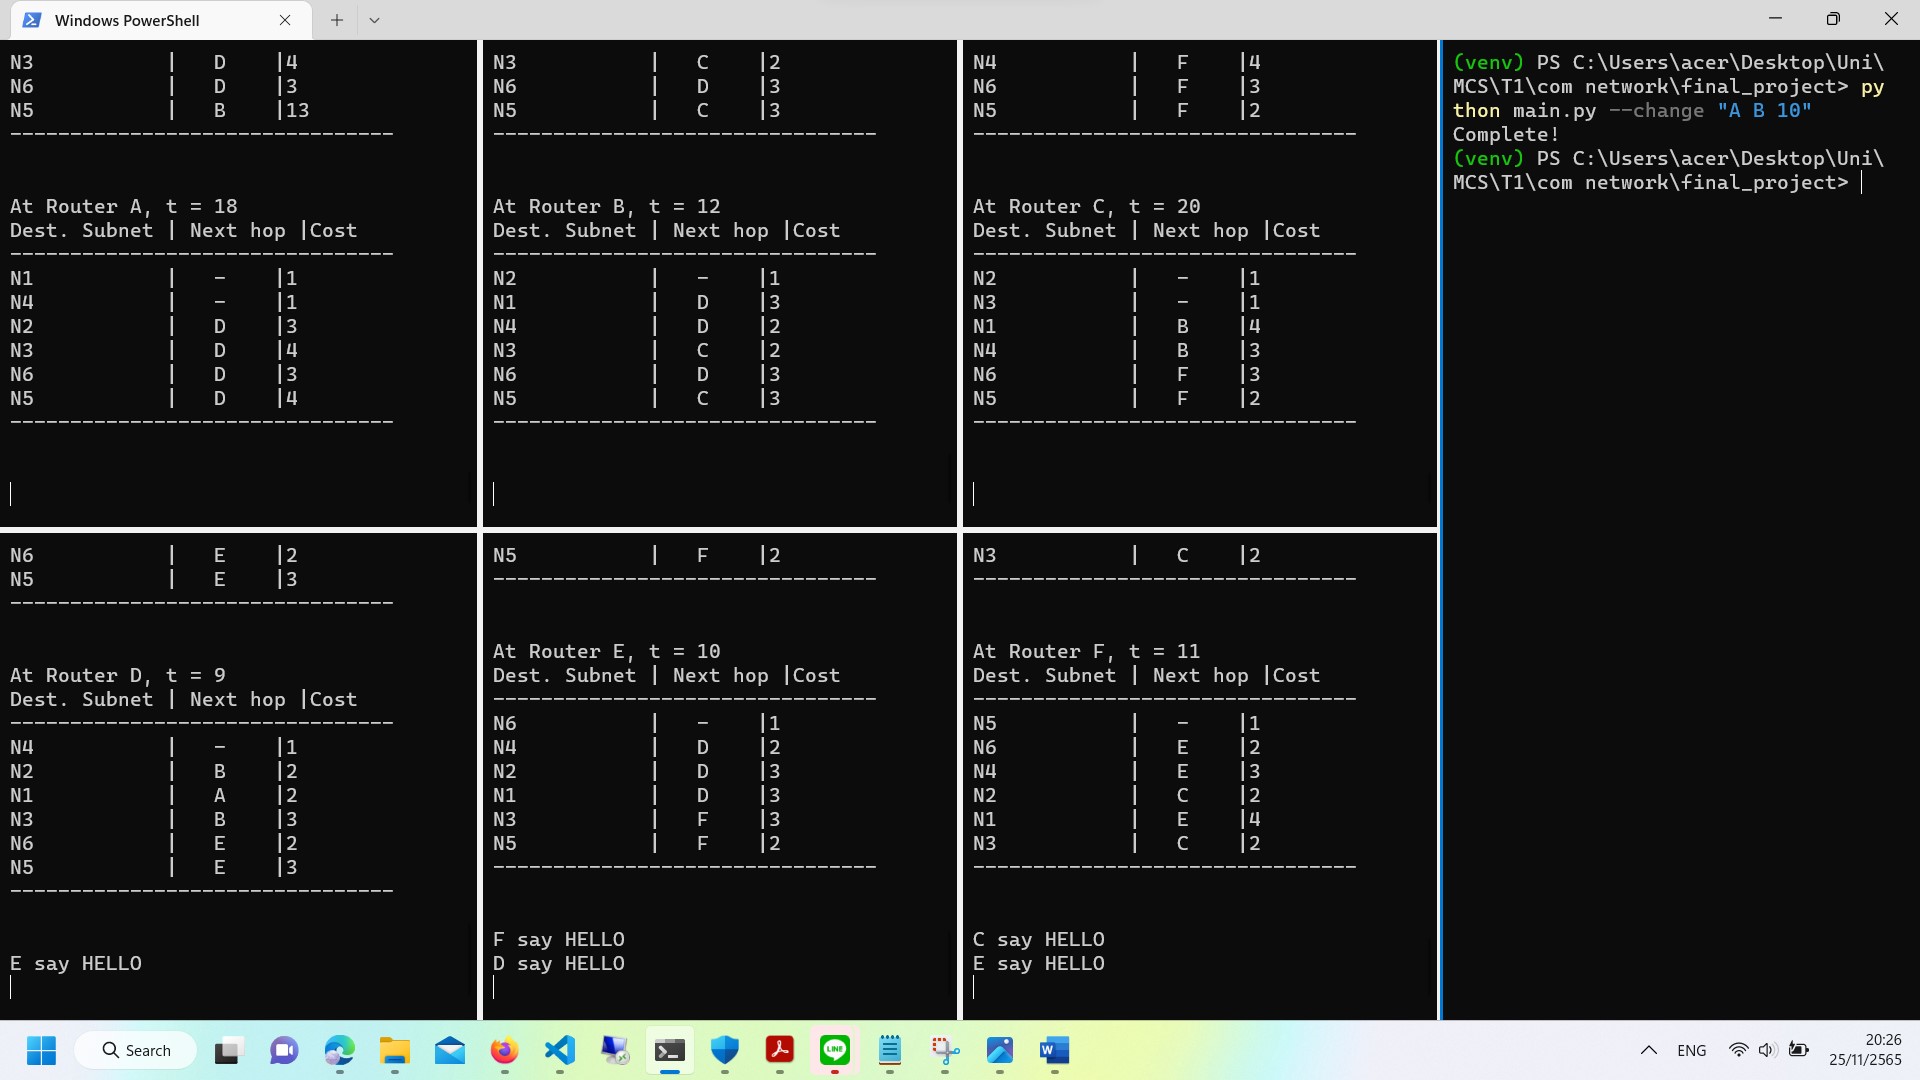 Windows PowerShell
N3 | D |4
N6 | D |3
N5 | B |13
--------------------------------
At Router A, t = 18
Dest. Subnet | Next hop |Cost
--------------------------------
N1 | - |1
N4 | - |1
N2 | D |3
N3 | D |4
N6 | D |3
N5 | D |4
--------------------------------
N3 | C |2
N6 | D |3
N5 | C |3
--------------------------------
At Router B, t = 12
Dest. Subnet | Next hop |Cost
--------------------------------
N2 | - |1
N1 | D |3
N4 | D |2
N3 | C |2
N6 | D |3
N5 | C |3
--------------------------------
N4 | F |4
N6 | F |3
N5 | F |2
--------------------------------
At Router C, t = 20
Dest. Subnet | Next hop |Cost
--------------------------------
N2 | - |1
N3 | - |1
N1 | B |4
N4 | B |3
N6 | F |3
N5 | F |2
--------------------------------
(venv) PS C:\Users\acer\Desktop\Uni\
MCS\T1\com network\final_project> py
thon main.py --change "A B 10"
Complete!
(venv) PS C:\Users\acer\Desktop\Uni\
MCS\T1\com network\final_project>
N6 | E |2
N5 | E |3
--------------------------------
At Router D, t = 9
Dest. Subnet | Next hop |Cost
--------------------------------
N4 | - |1
N2 | B |2
N1 | A |2
N3 | B |3
N6 | E |2
N5 | E |3
--------------------------------
E say HELLO
N5 | F |2
--------------------------------
At Router E, t = 10
Dest. Subnet | Next hop |Cost
--------------------------------
N6 | - |1
N4 | D |2
N2 | D |3
N1 | D |3
N3 | F |3
N5 | F |2
--------------------------------
F say HELLO
D say HELLO
N3 | C |2
--------------------------------
At Router F, t = 11
Dest. Subnet | Next hop |Cost
--------------------------------
N5 | - |1
N6 | E |2
N4 | E |3
N2 | C |2
N1 | E |4
N3 | C |2
--------------------------------
C say HELLO
E say HELLO
Search
LINE
W
ENG
20:26
25/11/2565